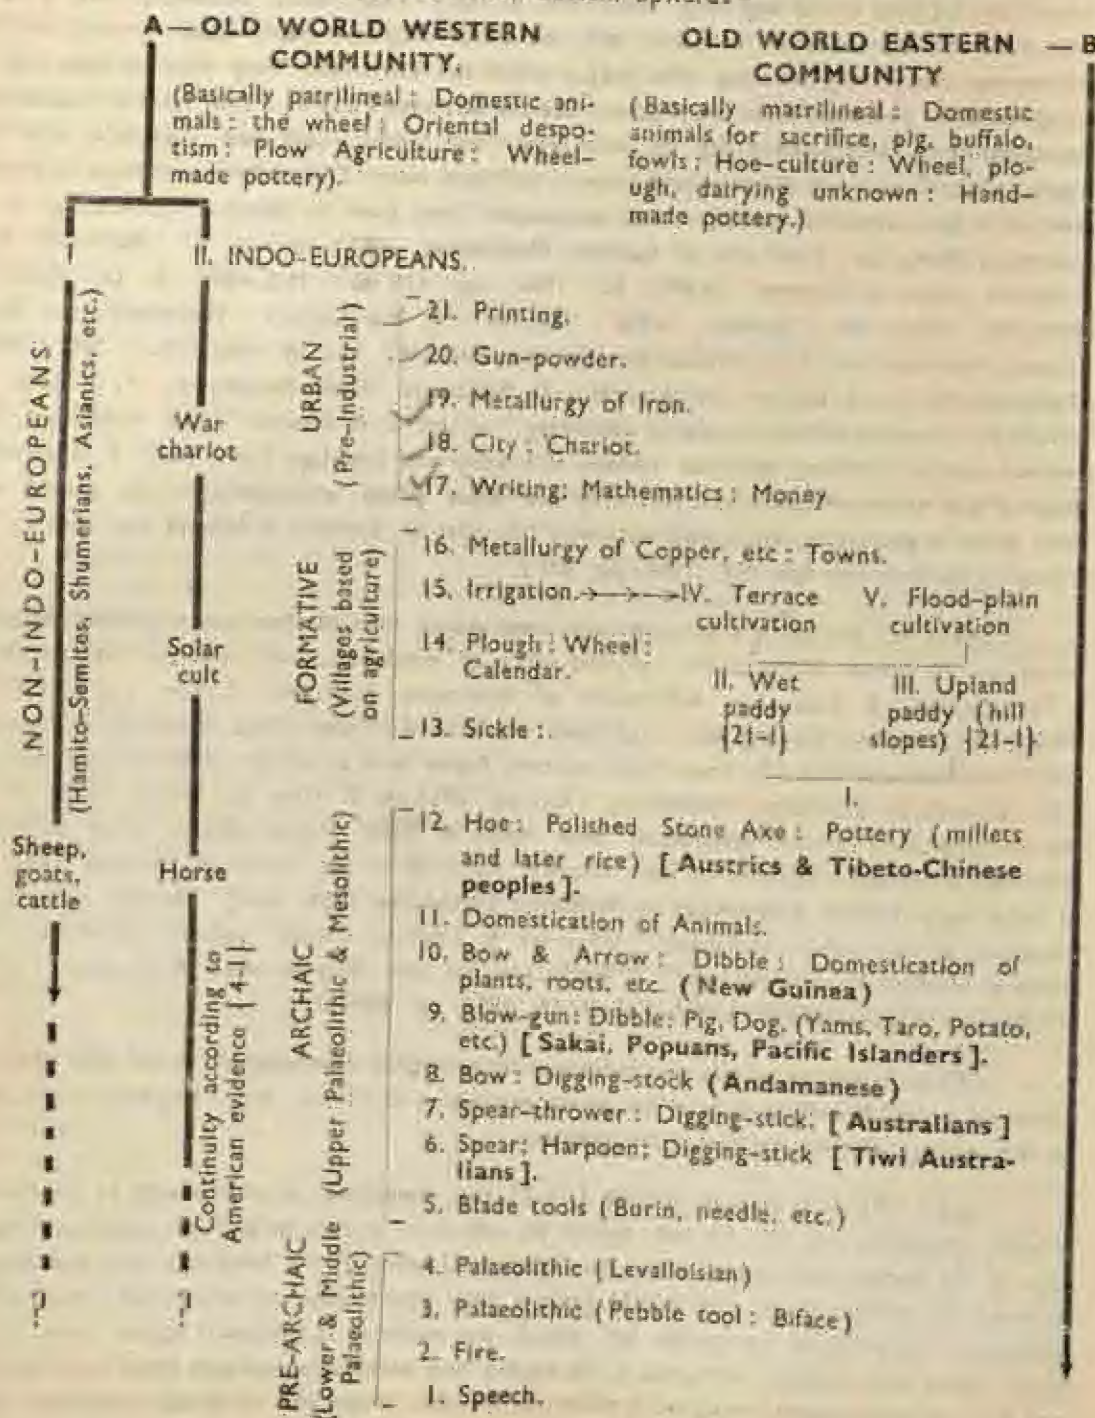 A — OLD WORLD WESTERN
COMMUNITY.
(Basically patrilineal : Domestic ani-
mals : the wheel : Oriental despo-
tism : Plow Agriculture : Wheel-
made pottery).
OLD WORLD EASTERN — B
COMMUNITY
(Basically matrilineal : Domestic
animals for sacrifice, pig, buffalo,
fowls : Hoe-culture : Wheel, plo-
ugh, dairying unknown : Hand-
made pottery.)
I
II. INDO-EUROPEANS.
NON-INDO-EUROPEANS
(Hamito-Semites, Shumerians, Asianics, etc.)
Sheep,
goats,
cattle
?
War
chariot
Solar
cult
Horse
Continuity according to
American evidence {4-1}.
?
URBAN
(Pre-Industrial)
21. Printing.
20. Gun-powder.
19. Metallurgy of Iron.
18. City : Chariot.
17. Writing: Mathematics : Money.
FORMATIVE
(Villages based
on agriculture)
16. Metallurgy of Copper, etc : Towns.
15. Irrigation.→→→IV. Terrace
cultivation
V. Flood-plain
cultivation
14. Plough : Wheel :
Calendar.
II. Wet
paddy
{21-1}
III. Upland
paddy (hill
slopes) {21-1}
13. Sickle :.
I.
ARCHAIC
(Upper Palaeolithic & Mesolithic)
12. Hoe : Polished Stone Axe : Pottery (millets
and later rice) [Austrics & Tibeto-Chinese
peoples].
11. Domestication of Animals.
10. Bow & Arrow : Dibble : Domestication of
plants, roots, etc. (New Guinea)
9. Blow-gun: Dibble: Pig, Dog. (Yams, Taro, Potato,
etc.) [Sakai, Popuans, Pacific Islanders].
8. Bow : Digging-stock (Andamanese)
7. Spear-thrower : Digging-stick. [Australians]
6. Spear; Harpoon; Digging-stick [Tiwi Austra-
lians].
5. Blade tools (Burin, needle, etc.)
PRE-ARCHAIC
(Lower & Middle
Palaeolithic)
4. Palaeolithic (Levalloisian)
3. Palaeolithic (Pebble tool : Biface)
2. Fire.
1. Speech.